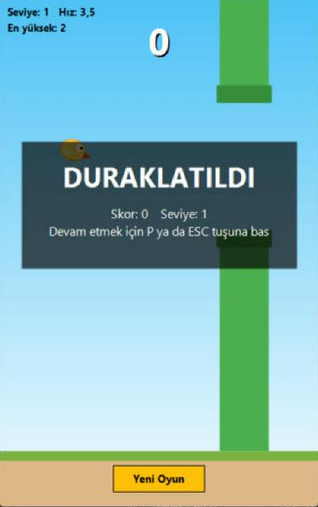 Seviye: 1   Hız: 3,5
En yüksek: 2
0
DURAKLATILDI
Skor: 0   Seviye: 1
Devam etmek için P ya da ESC tuşuna bas
Yeni Oyun